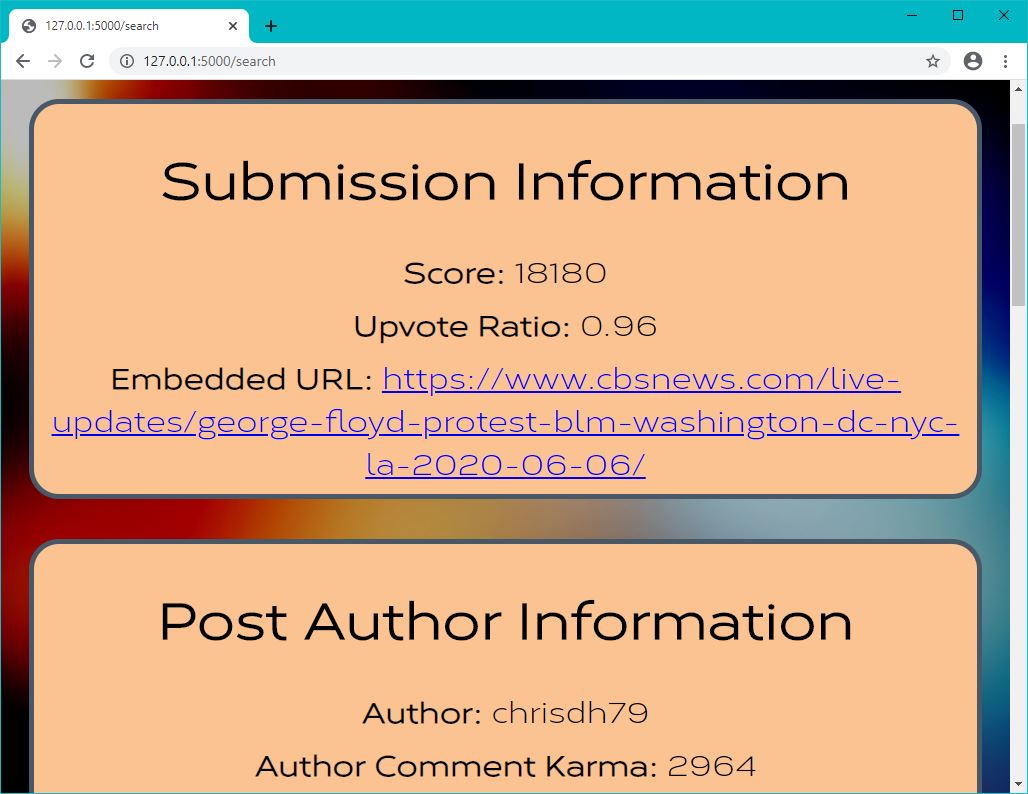 127.0.0.1:5000/search
127.0.0.1:5000/search
Submission Information
Score: 18180
Upvote Ratio: 0.96
Embedded URL: https://www.cbsnews.com/live-
updates/george-floyd-protest-blm-washington-dc-nyc-
la-2020-06-06/
Post Author Information
Author: chrisdh79
Author Comment Karma: 2964